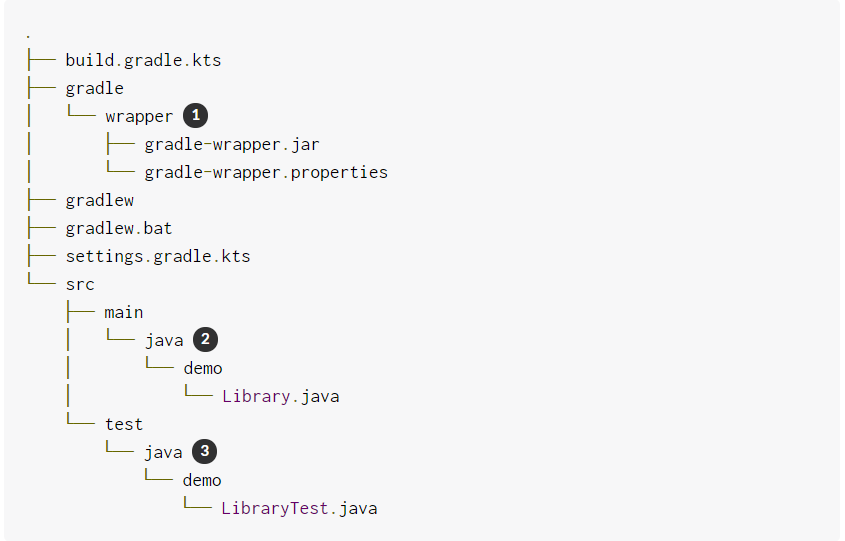 .
├── build.gradle.kts
├── gradle
│   └── wrapper 1
│       ├── gradle-wrapper.jar
│       └── gradle-wrapper.properties
├── gradlew
├── gradlew.bat
├── settings.gradle.kts
└── src
    ├── main
    │   └── java 2
    │       └── demo
    │           └── Library.java
    └── test
        └── java 3
            └── demo
                └── LibraryTest.java